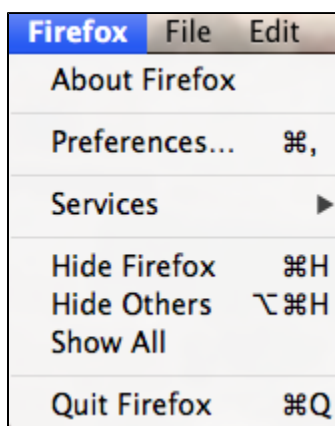 Firefox File Edit
About Firefox
Preferences... ⌘,
Services ▶
Hide Firefox ⌘H
Hide Others ⌥⌘H
Show All
Quit Firefox ⌘Q